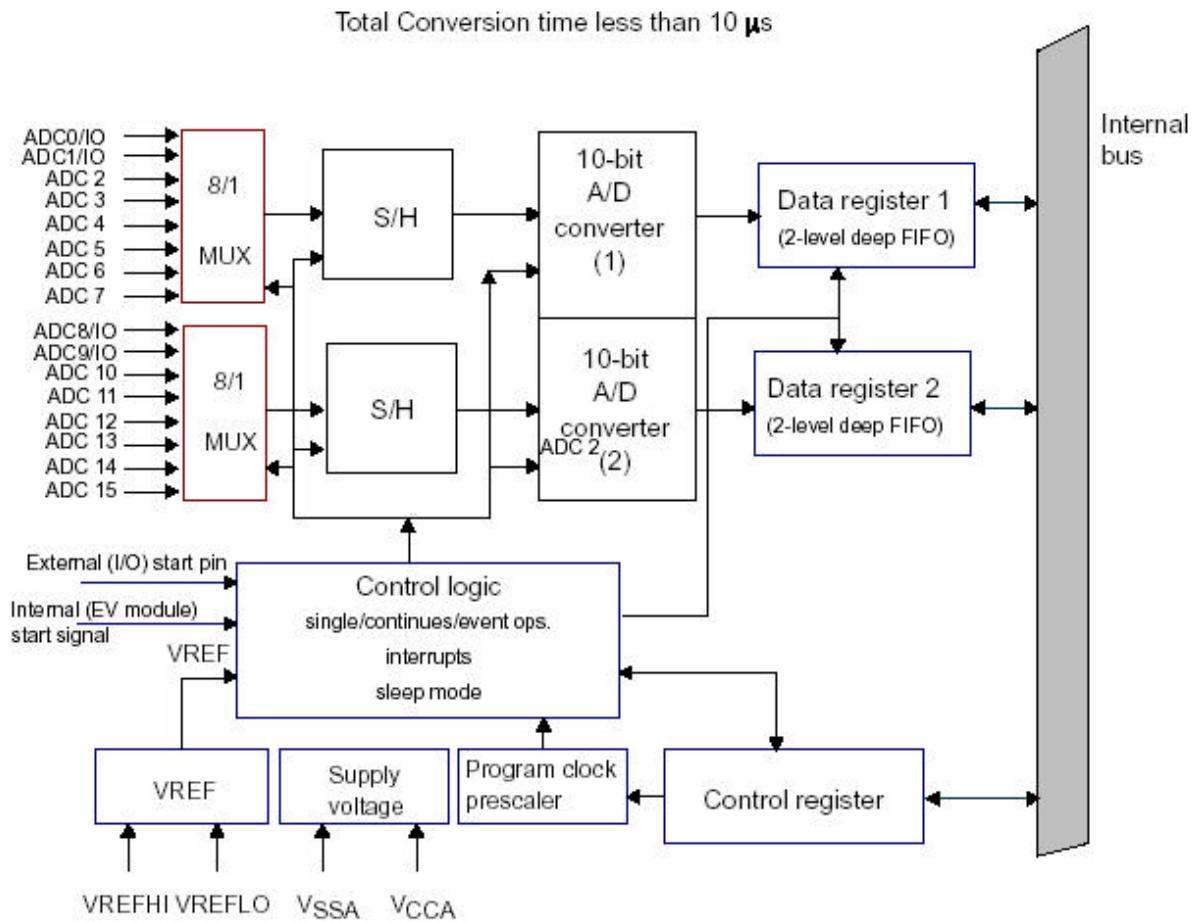 Total Conversion time less than 10 µs
Internal
bus
ADC0/IO
ADC1/IO
ADC 2
ADC 3
ADC 4
ADC 5
ADC 6
ADC 7
8/1
MUX
S/H
10-bit
A/D
converter
(1)
Data register 1
(2-level deep FIFO)
ADC8/IO
ADC9/IO
ADC 10
ADC 11
ADC 12
ADC 13
ADC 14
ADC 15
8/1
MUX
S/H
10-bit
A/D
converter
ADC 2
(2)
Data register 2
(2-level deep FIFO)
External (I/O) start pin
Internal (EV module)
start signal
VREF
Control logic
single/continues/event ops.
interrupts
sleep mode
VREF
Supply
voltage
Program clock
prescaler
Control register
VREFHI VREFLO
VSSA
VCCA